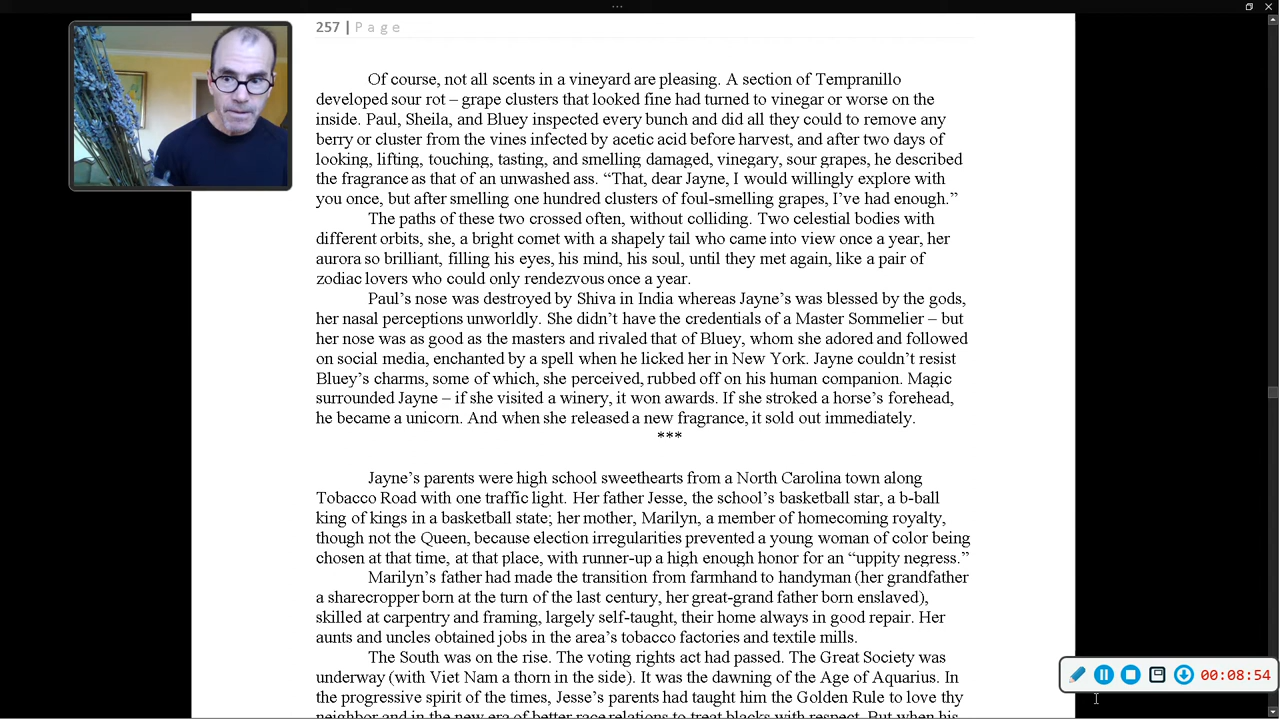 257 | Page
Of course, not all scents in a vineyard are pleasing. A section of Tempranillo
developed sour rot – grape clusters that looked fine had turned to vinegar or worse on the
inside. Paul, Sheila, and Bluey inspected every bunch and did all they could to remove any
berry or cluster from the vines infected by acetic acid before harvest, and after two days of
looking, lifting, touching, tasting, and smelling damaged, vinegary, sour grapes, he described
the fragrance as that of an unwashed ass. “That, dear Jayne, I would willingly explore with
you once, but after smelling one hundred clusters of foul-smelling grapes, I’ve had enough.”
The paths of these two crossed often, without colliding. Two celestial bodies with
different orbits, she, a bright comet with a shapely tail who came into view once a year, her
aurora so brilliant, filling his eyes, his mind, his soul, until they met again, like a pair of
zodiac lovers who could only rendezvous once a year.
Paul’s nose was destroyed by Shiva in India whereas Jayne’s was blessed by the gods,
her nasal perceptions unworldly. She didn’t have the credentials of a Master Sommelier – but
her nose was as good as the masters and rivaled that of Bluey, whom she adored and followed
on social media, enchanted by a spell when he licked her in New York. Jayne couldn’t resist
Bluey’s charms, some of which, she perceived, rubbed off on his human companion. Magic
surrounded Jayne – if she visited a winery, it won awards. If she stroked a horse’s forehead,
he became a unicorn. And when she released a new fragrance, it sold out immediately.
***
Jayne’s parents were high school sweethearts from a North Carolina town along
Tobacco Road with one traffic light. Her father Jesse, the school’s basketball star, a b-ball
king of kings in a basketball state; her mother, Marilyn, a member of homecoming royalty,
though not the Queen, because election irregularities prevented a young woman of color being
chosen at that time, at that place, with runner-up a high enough honor for an “uppity negress.”
Marilyn’s father had made the transition from farmhand to handyman (her grandfather
a sharecropper born at the turn of the last century, her great-grand father born enslaved),
skilled at carpentry and framing, largely self-taught, their home always in good repair. Her
aunts and uncles obtained jobs in the area’s tobacco factories and textile mills.
The South was on the rise. The voting rights act had passed. The Great Society was
underway (with Viet Nam a thorn in the side). It was the dawning of the Age of Aquarius. In
the progressive spirit of the times, Jesse’s parents had taught him the Golden Rule to love thy
neighbor and in the new era of better race relations to treat blacks with respect. But when his
00:08:54